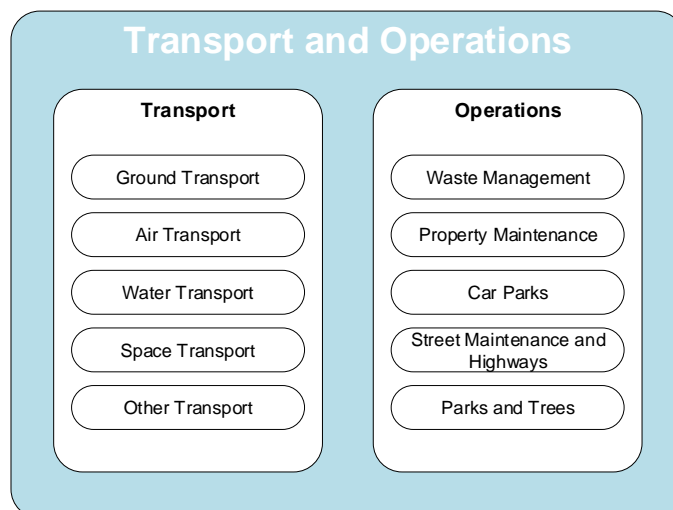 Transport and Operations
Transport
Ground Transport
Air Transport
Water Transport
Space Transport
Other Transport
Operations
Waste Management
Property Maintenance
Car Parks
Street Maintenance and
Highways
Parks and Trees